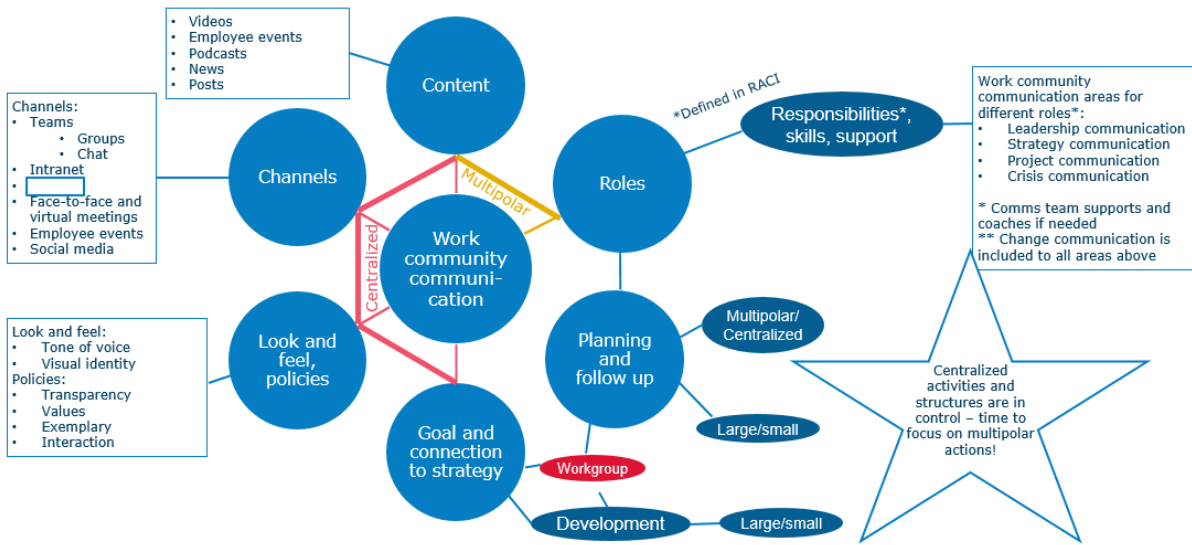 • Videos
• Employee events
• Podcasts
• News
• Posts
Content
Channels:
• Teams
• Groups
• Chat
• Intranet
•
• Face-to-face and
virtual meetings
• Employee events
• Social media
Channels
Multipolar
Centralized
Work
community
communi-
cation
Roles
*Defined in RACI
Responsibilities*,
skills, support
Work community
communication areas for
different roles*:
• Leadership communication
• Strategy communication
• Project communication
• Crisis communication
* Comms team supports and
coaches if needed
** Change communication is
included to all areas above
Look and feel:
• Tone of voice
• Visual identity
Policies:
• Transparency
• Values
• Exemplary
• Interaction
Look and
feel,
policies
Planning
and
follow up
Multipolar/
Centralized
Large/small
Goal and
connection
to strategy
Workgroup
Development
Large/small
Centralized
activities and
structures are in
control – time to
focus on multipolar
actions!